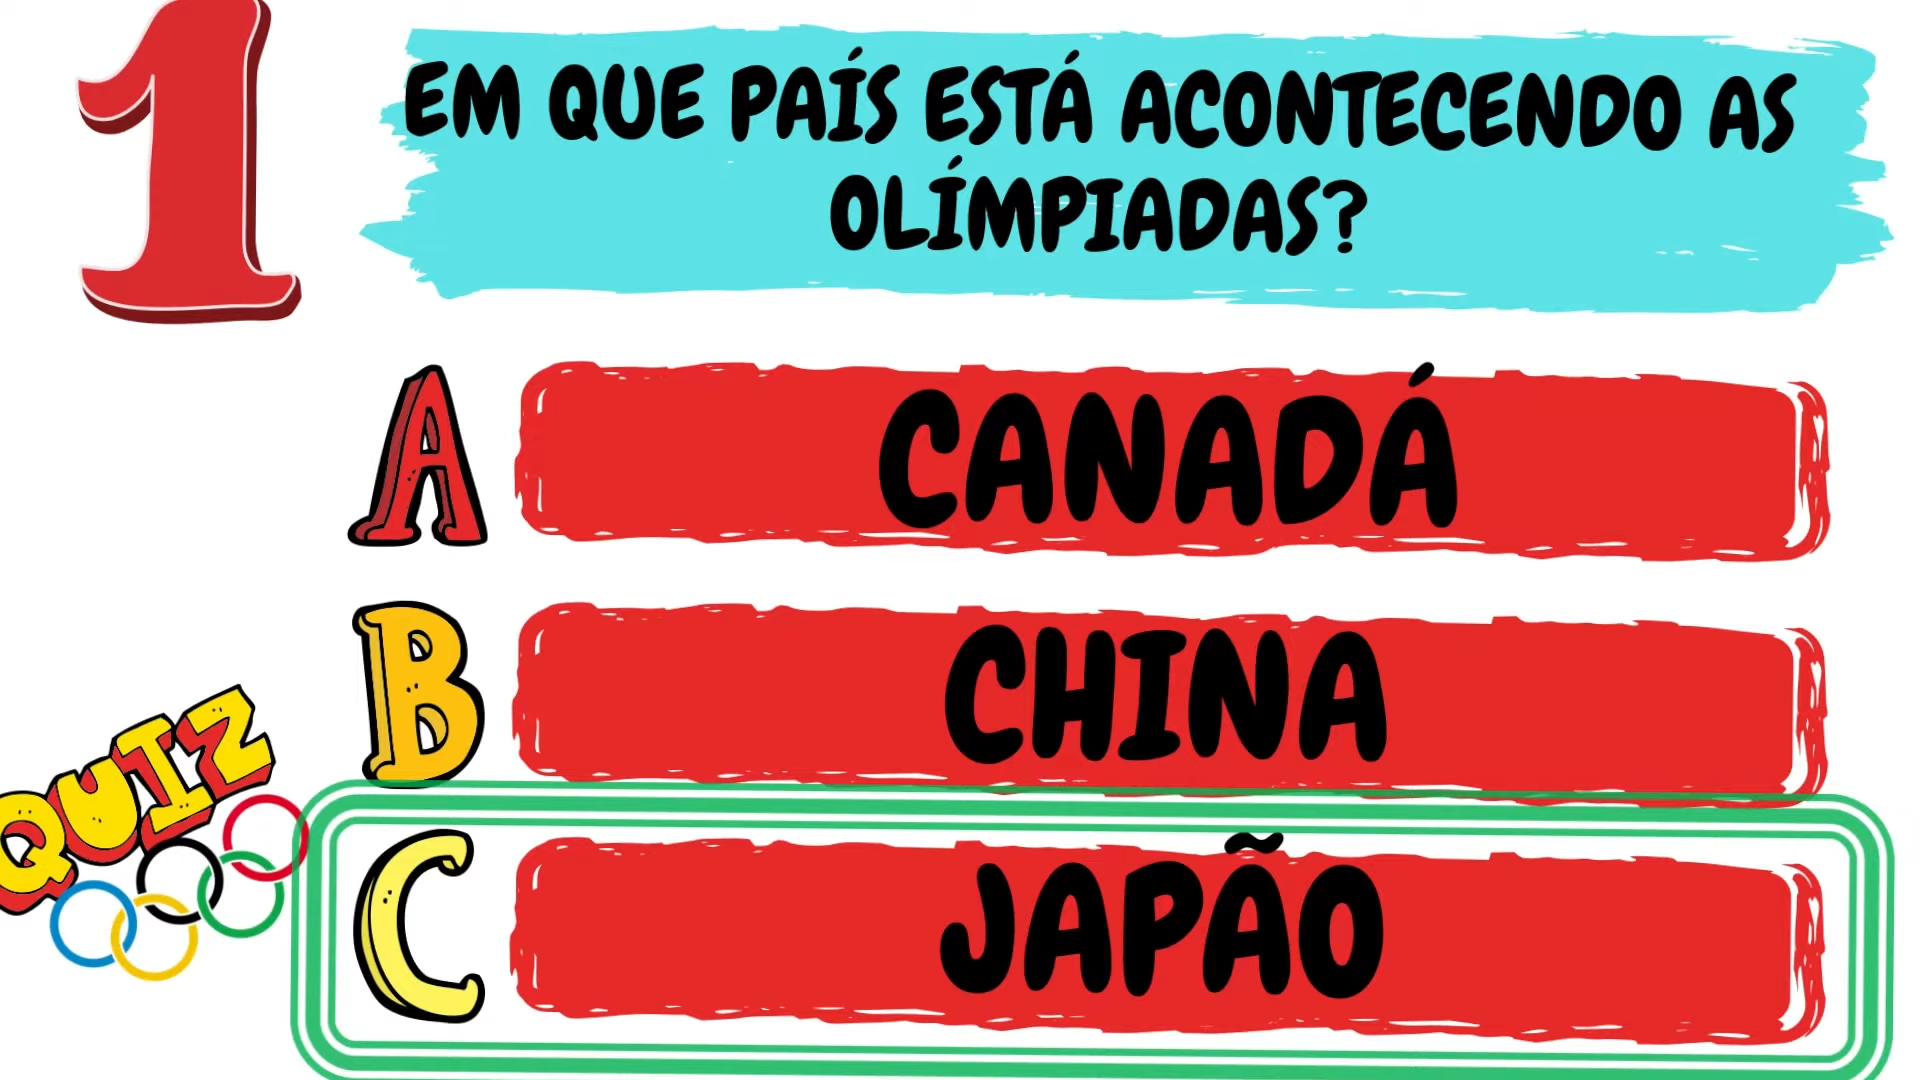 1
EM QUE PAÍS ESTÁ ACONTECENDO AS
OLÍMPIADAS?
A
CANADÁ
B
CHINA
QUIZ
C
JAPÃO